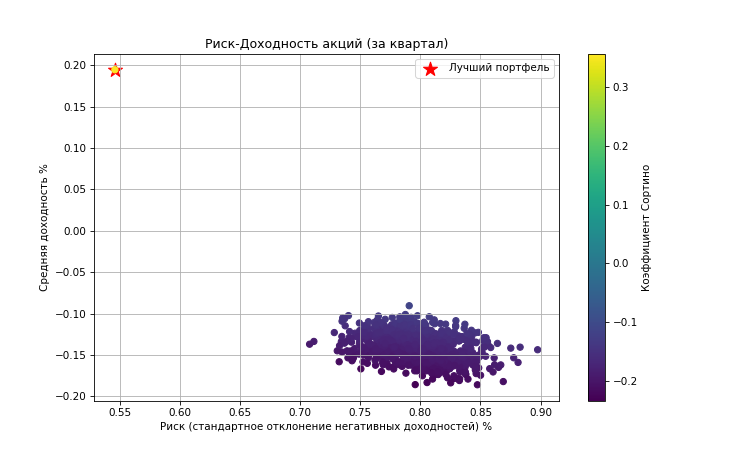 Риск-Доходность акций (за квартал)
Лучший портфель
Средняя доходность %
0.20
0.15
0.10
0.05
0.00
−0.05
−0.10
−0.15
−0.20
0.55 0.60 0.65 0.70 0.75 0.80 0.85 0.90
Риск (стандартное отклонение негативных доходностей) %
0.3
0.2
0.1
0.0
−0.1
−0.2
Коэффициент Сортино